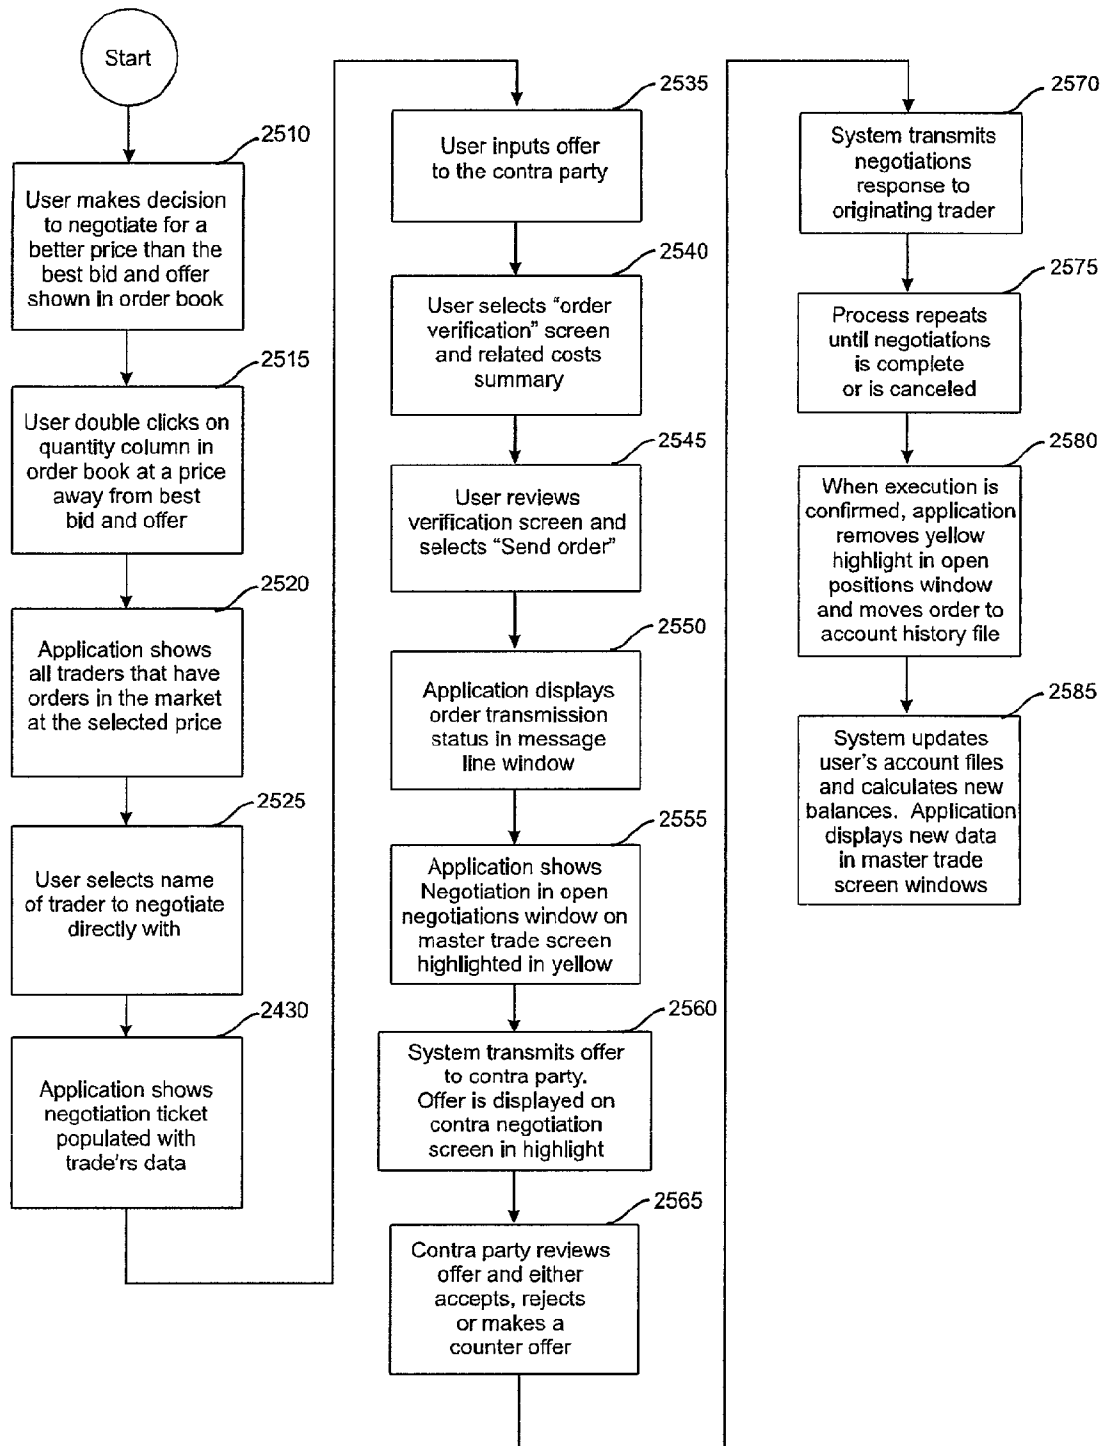 Start
2510
User makes decision
to negotiate for a
better price than the
best bid and offer
shown in order book
2515
User double clicks on
quantity column in
order book at a price
away from best
bid and offer
2520
Application shows
all traders that have
orders in the market
at the selected price
2525
User selects name
of trader to negotiate
directly with
2430
Application shows
negotiation ticket
populated with
trade'rs data
2535
User inputs offer
to the contra party
2540
User selects “order
verification” screen
and related costs
summary
2545
User reviews
verification screen and
selects “Send order”
2550
Application displays
order transmission
status in message
line window
2555
Application shows
Negotiation in open
negotiations window on
master trade screen
highlighted in yellow
2560
System transmits offer
to contra party.
Offer is displayed on
contra negotiation
screen in highlight
2565
Contra party reviews
offer and either
accepts, rejects
or makes a
counter offer
2570
System transmits
negotiations
response to
originating trader
2575
Process repeats
until negotiations
is complete
or is canceled
2580
When execution is
confirmed, application
removes yellow
highlight in open
positions window
and moves order to
account history file
2585
System updates
user's account files
and calculates new
balances. Application
displays new data
in master trade
screen windows